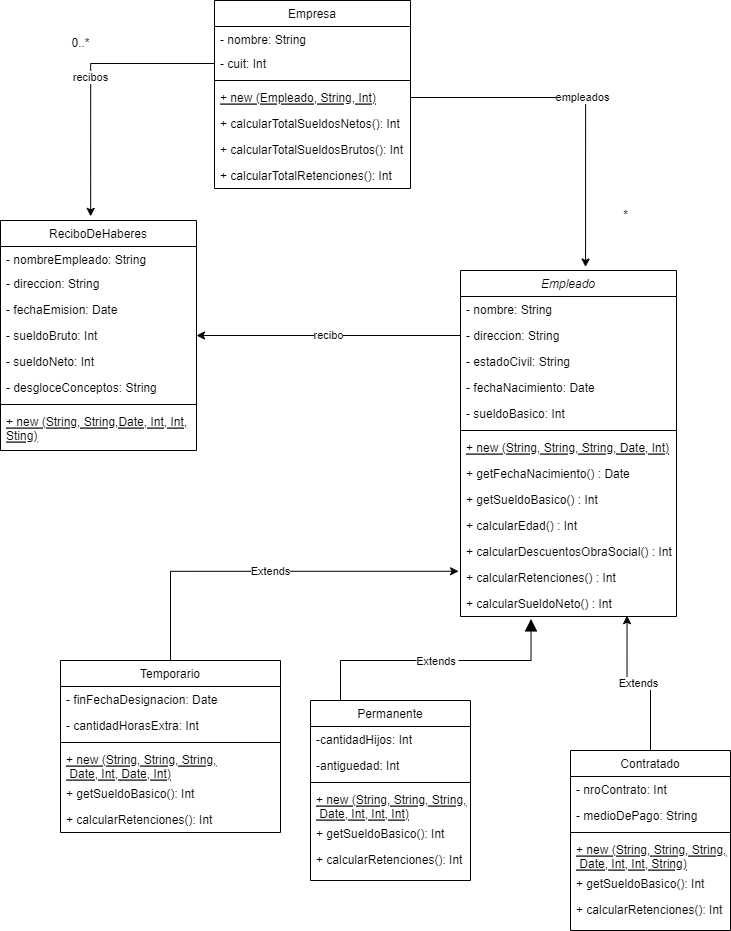 Empresa
- nombre: String
- cuit: Int
+ new (Empleado, String, Int)
+ calcularTotalSueldosNetos(): Int
+ calcularTotalSueldosBrutos(): Int
+ calcularTotalRetenciones(): Int
0..*
recibos
empleados
*
ReciboDeHaberes
- nombreEmpleado: String
- direccion: String
- fechaEmision: Date
- sueldoBruto: Int
- sueldoNeto: Int
- desgloceConceptos: String
+ new (String, String,Date, Int, Int,
Sting)
recibo
Empleado
- nombre: String
- direccion: String
- estadoCivil: String
- fechaNacimiento: Date
- sueldoBasico: Int
+ new (String, String, String, Date, Int)
+ getFechaNacimiento() : Date
+ getSueldoBasico() : Int
+ calcularEdad() : Int
+ calcularDescuentosObraSocial() : Int
+ calcularRetenciones() : Int
+ calcularSueldoNeto() : Int
Extends
Extends
Extends
Temporario
- finFechaDesignacion: Date
- cantidadHorasExtra: Int
+ new (String, String, String,
Date, Int, Date, Int)
+ getSueldoBasico(): Int
+ calcularRetenciones(): Int
Permanente
-cantidadHijos: Int
-antiguedad: Int
+ new (String, String, String,
Date, Int, Int, Int)
+ getSueldoBasico(): Int
+ calcularRetenciones(): Int
Contratado
- nroContrato: Int
- medioDePago: String
+ new (String, String, String,
Date, Int, Int, String)
+ getSueldoBasico(): Int
+ calcularRetenciones(): Int